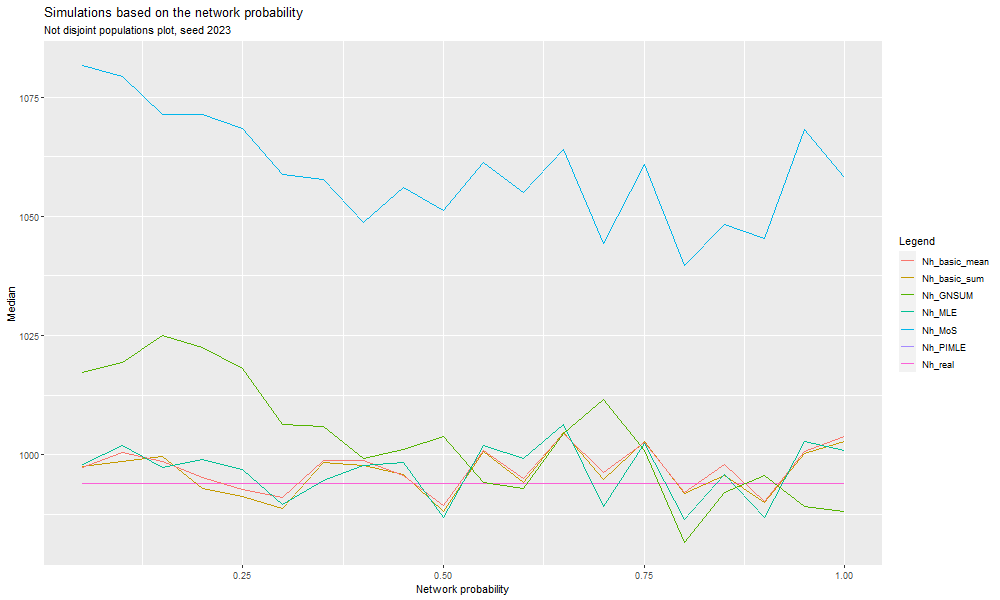 Simulations based on the network probability
Not disjoint populations plot, seed 2023
Median
1075
1050
1025
1000
0.25
0.50
0.75
1.00
Network probability
Legend
Nh_basic_mean
Nh_basic_sum
Nh_GNSUM
Nh_MLE
Nh_MoS
Nh_PIMLE
Nh_real